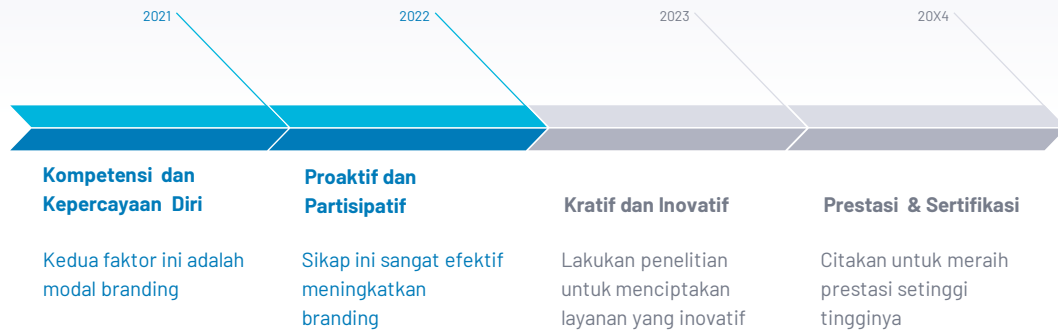 2021
2022
2023
20X4
Kompetensi dan
Kepercayaan Diri
Kedua faktor ini adalah
modal branding
Proaktif dan
Partisipatif
Sikap ini sangat efektif
meningkatkan
branding
Kratif dan Inovatif
Lakukan penelitian
untuk menciptakan
layanan yang inovatif
Prestasi & Sertifikasi
Citakan untuk meraih
prestasi setinggi
tingginya